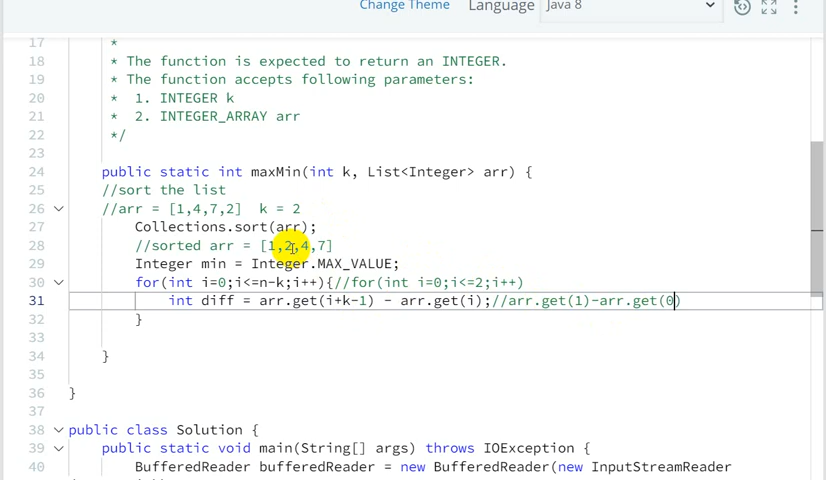 Change Theme Language Java 8
17 *
18 * The function is expected to return an INTEGER.
19 * The function accepts following parameters:
20 * 1. INTEGER k
21 * 2. INTEGER_ARRAY arr
22 */
23
24 public static int maxMin(int k, List<Integer> arr) {
25 //sort the list
26 //arr = [1,4,7,2] k = 2
27 Collections.sort(arr);
28 //sorted arr = [1,2,4,7]
29 Integer min = Integer.MAX_VALUE;
30 for(int i=0;i<=n-k;i++){//for(int i=0;i<=2;i++)
31 int diff = arr.get(i+k-1) - arr.get(i);//arr.get(1)-arr.get(0)
32 }
33
34 }
35
36 }
37
38 public class Solution {
39 public static void main(String[] args) throws IOException {
40 BufferedReader bufferedReader = new BufferedReader(new InputStreamReader